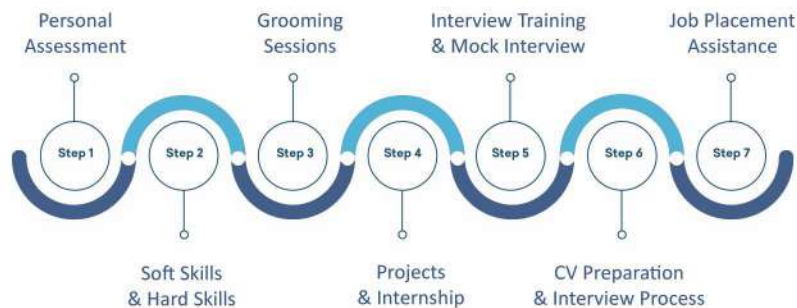 Personal
Assessment
Grooming
Sessions
Interview Training
& Mock Interview
Job Placement
Assistance
Step 1
Step 2
Step 3
Step 4
Step 5
Step 6
Step 7
Soft Skills
& Hard Skills
Projects
& Internship
CV Preparation
& Interview Process